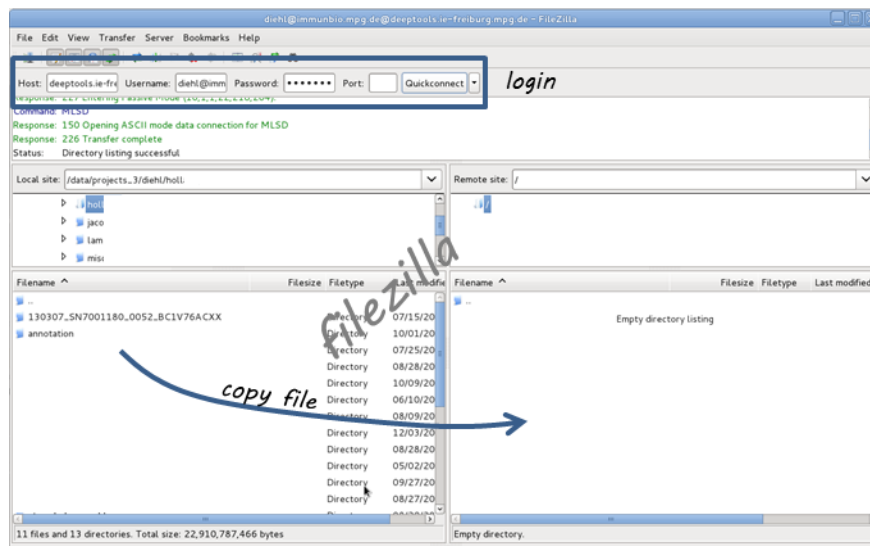 diehl@immunbio.mpg.de@deeptools.ie-freiburg.mpg.de - FileZilla
File Edit View Transfer Server Bookmarks Help
Host: deeptools.ie-fre Username: diehl@imm Password: ••••••• Port: Quickconnect
login
Response: 227 Entering Passive Mode
Command: MLSD
Response: 150 Opening ASCII mode data connection for MLSD
Response: 226 Transfer complete
Status: Directory listing successful
Local site: /data/projects_3/diehl/holl
Remote site: /
holl
/
jaco
lam
misc
filezilla
Filename Filesize Filetype Last modifie
Filename Filesize Filetype Last modified
..
..
130307_SN7001180_0052_BC1V76ACXX Directory 07/15/20
Empty directory listing
annotation Directory 10/01/20
Directory 07/25/20
Directory 08/28/20
Directory 10/09/20
copy file
Directory 06/10/20
Directory 08/09/20
Directory 12/03/20
Directory 08/28/20
Directory 05/02/20
Directory 09/27/20
Directory 08/27/20
11 files and 13 directories. Total size: 22,910,787,466 bytes
Empty directory.